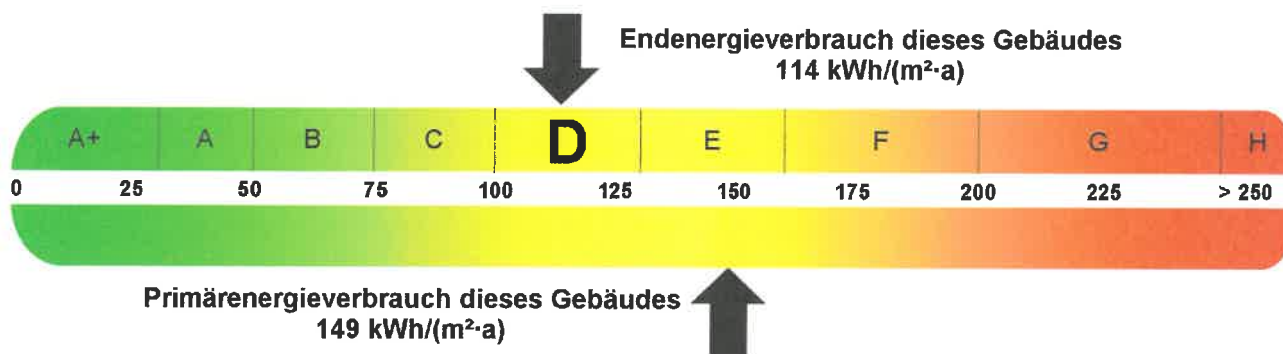 Endenergieverbrauch dieses Gebäudes
114 kWh/(m²·a)
A+ A B C D E F G H
0 25 50 75 100 125 150 175 200 225 > 250
Primärenergieverbrauch dieses Gebäudes
149 kWh/(m²·a)